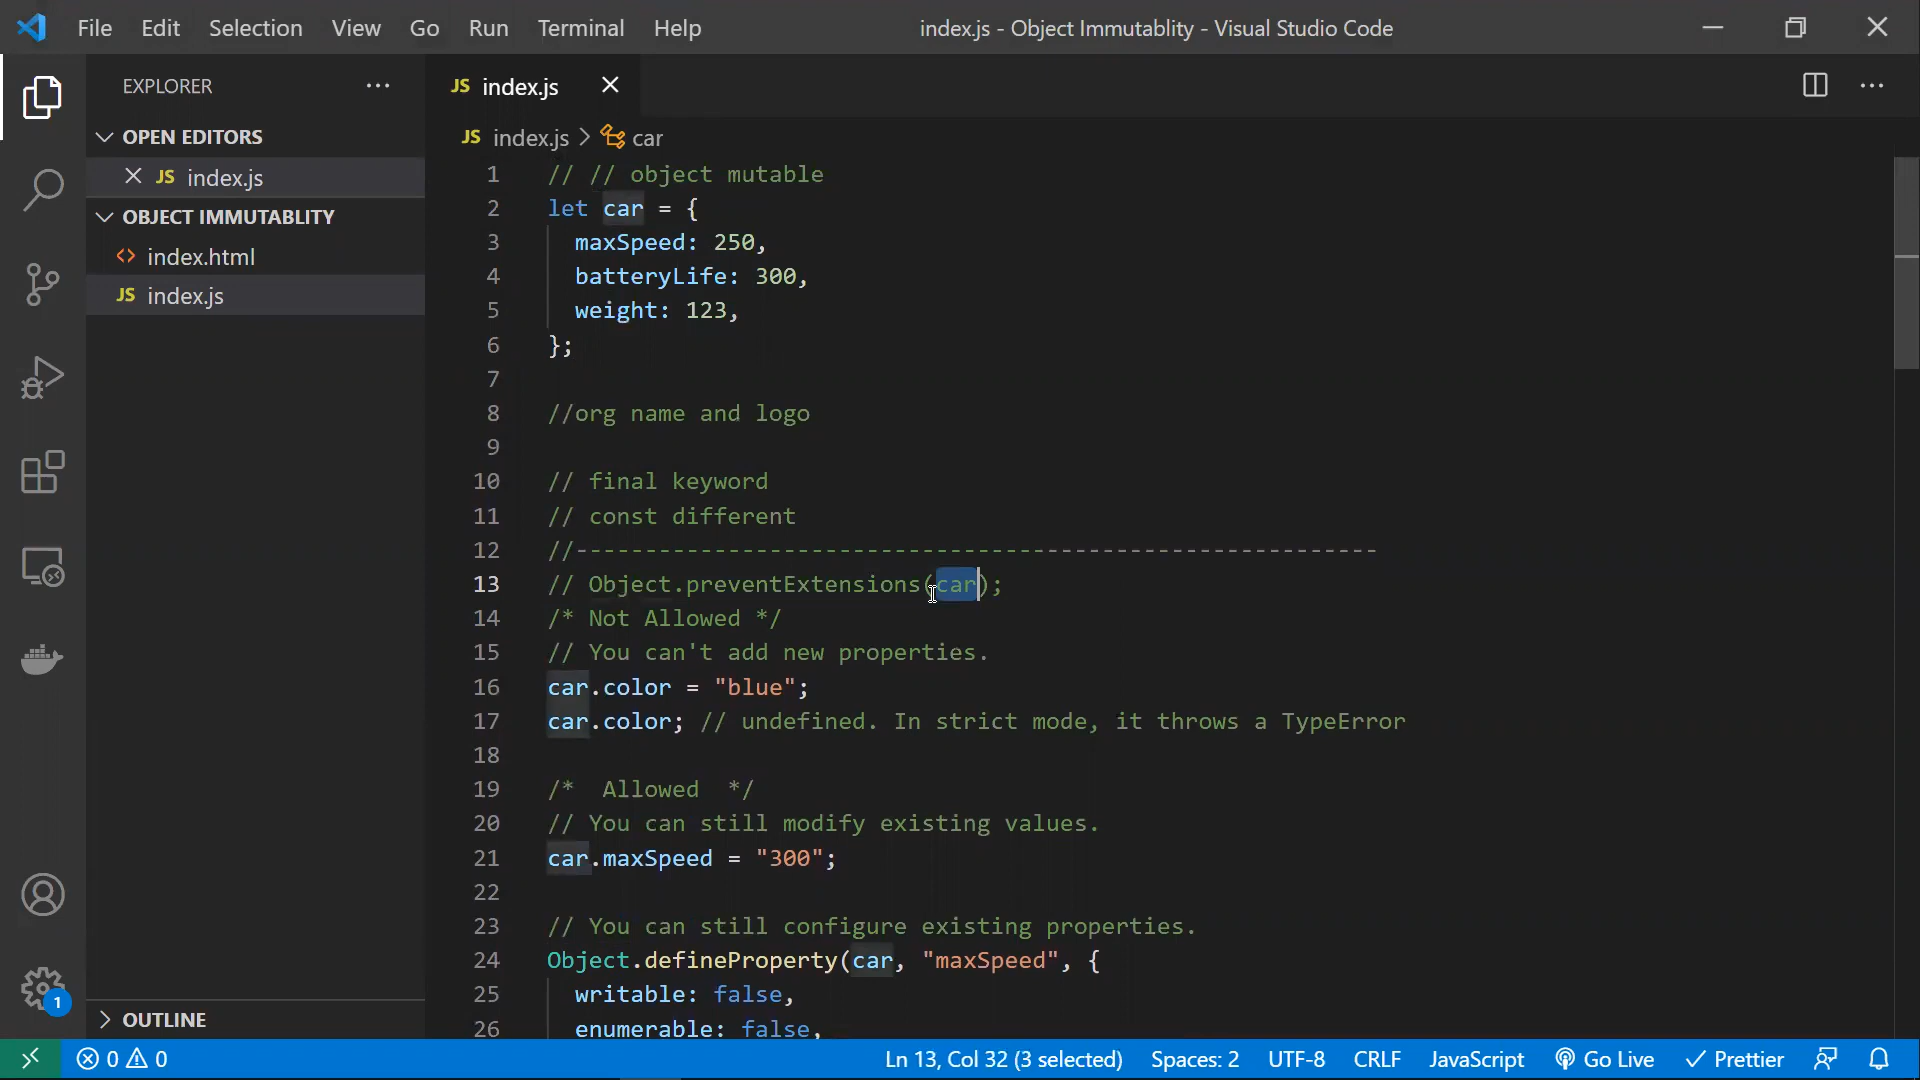 File Edit Selection View Go Run Terminal Help index.js - Object Immutablity - Visual Studio Code
EXPLORER
OPEN EDITORS
JS index.js
OBJECT IMMUTABLITY
<> index.html
JS index.js
OUTLINE
JS index.js
JS index.js > car
1 // // object mutable
2 let car = {
3 maxSpeed: 250,
4 batteryLife: 300,
5 weight: 123,
6 };
7
8 //org name and logo
9
10 // final keyword
11 // const different
12 //----------------------------------------------------------
13 // Object.preventExtensions(car);
14 /* Not Allowed */
15 // You can't add new properties.
16 car.color = "blue";
17 car.color; // undefined. In strict mode, it throws a TypeError
18
19 /*  Allowed  */
20 // You can still modify existing values.
21 car.maxSpeed = "300";
22
23 // You can still configure existing properties.
24 Object.defineProperty(car, "maxSpeed", {
25 writable: false,
26 enumerable: false,
1
0 0 Ln 13, Col 32 (3 selected) Spaces: 2 UTF-8 CRLF JavaScript Go Live Prettier